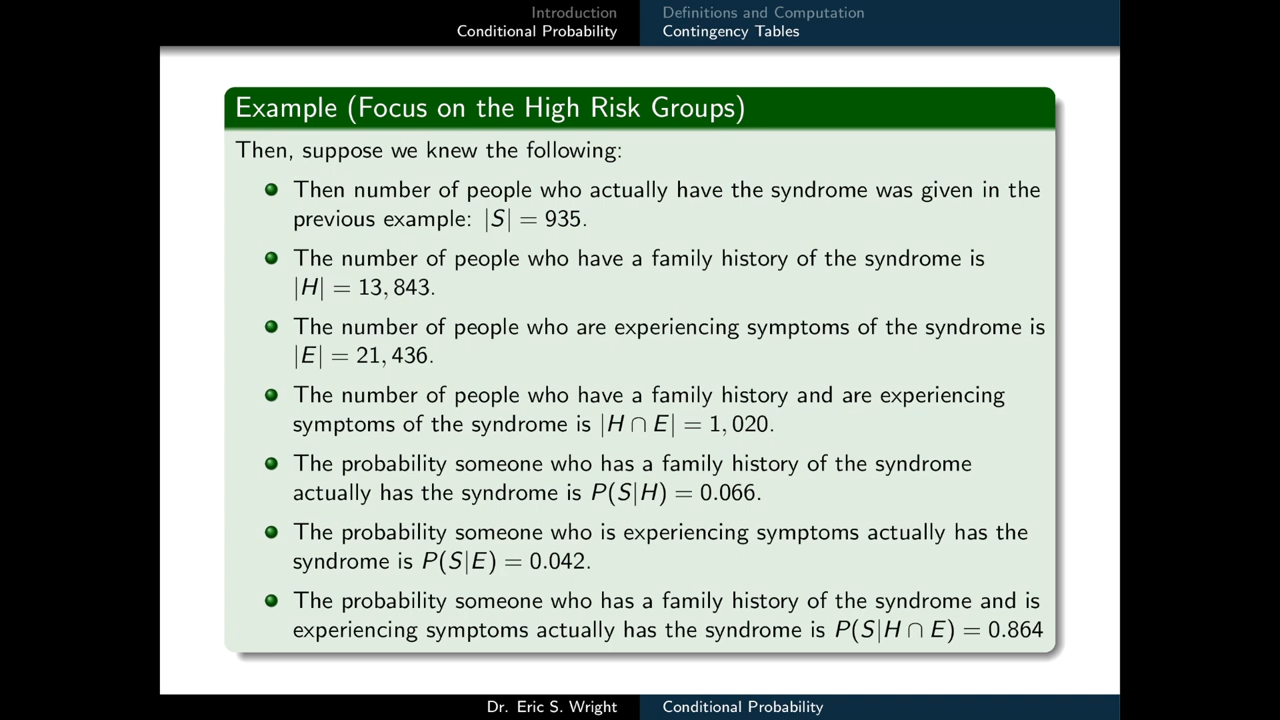 Introduction
Conditional Probability
Definitions and Computation
Contingency Tables
Example (Focus on the High Risk Groups)
Then, suppose we knew the following:
Then number of people who actually have the syndrome was given in the
previous example: |S| = 935.
The number of people who have a family history of the syndrome is
|H| = 13, 843.
The number of people who are experiencing symptoms of the syndrome is
|E| = 21, 436.
The number of people who have a family history and are experiencing
symptoms of the syndrome is |H ∩ E| = 1, 020.
The probability someone who has a family history of the syndrome
actually has the syndrome is P(S|H) = 0.066.
The probability someone who is experiencing symptoms actually has the
syndrome is P(S|E) = 0.042.
The probability someone who has a family history of the syndrome and is
experiencing symptoms actually has the syndrome is P(S|H ∩ E) = 0.864
Dr. Eric S. Wright
Conditional Probability